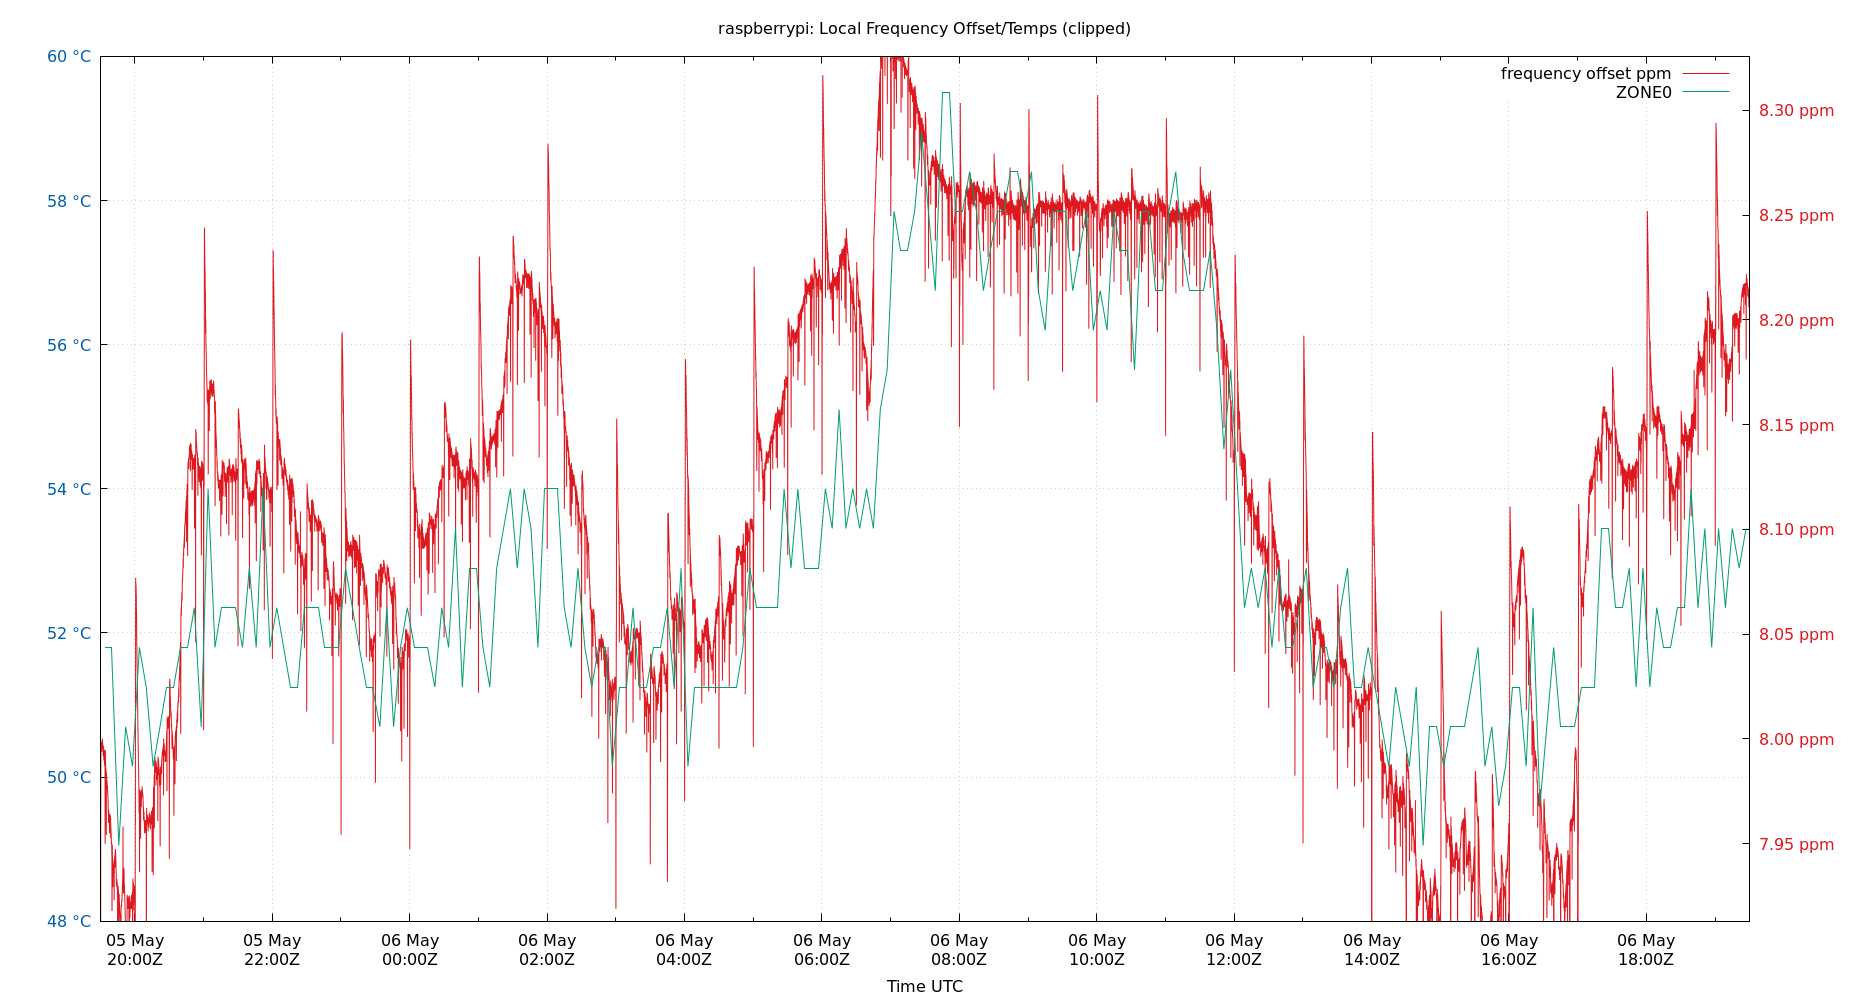 raspberrypi: Local Frequency Offset/Temps (clipped)
60 °C
58 °C
56 °C
54 °C
52 °C
50 °C
48 °C
frequency offset ppm
ZONE0
8.30 ppm
8.25 ppm
8.20 ppm
8.15 ppm
8.10 ppm
8.05 ppm
8.00 ppm
7.95 ppm
05 May 05 May 06 May 06 May 06 May 06 May 06 May 06 May 06 May 06 May 06 May 06 May
20:00Z 22:00Z 00:00Z 02:00Z 04:00Z 06:00Z 08:00Z 10:00Z 12:00Z 14:00Z 16:00Z 18:00Z
Time UTC